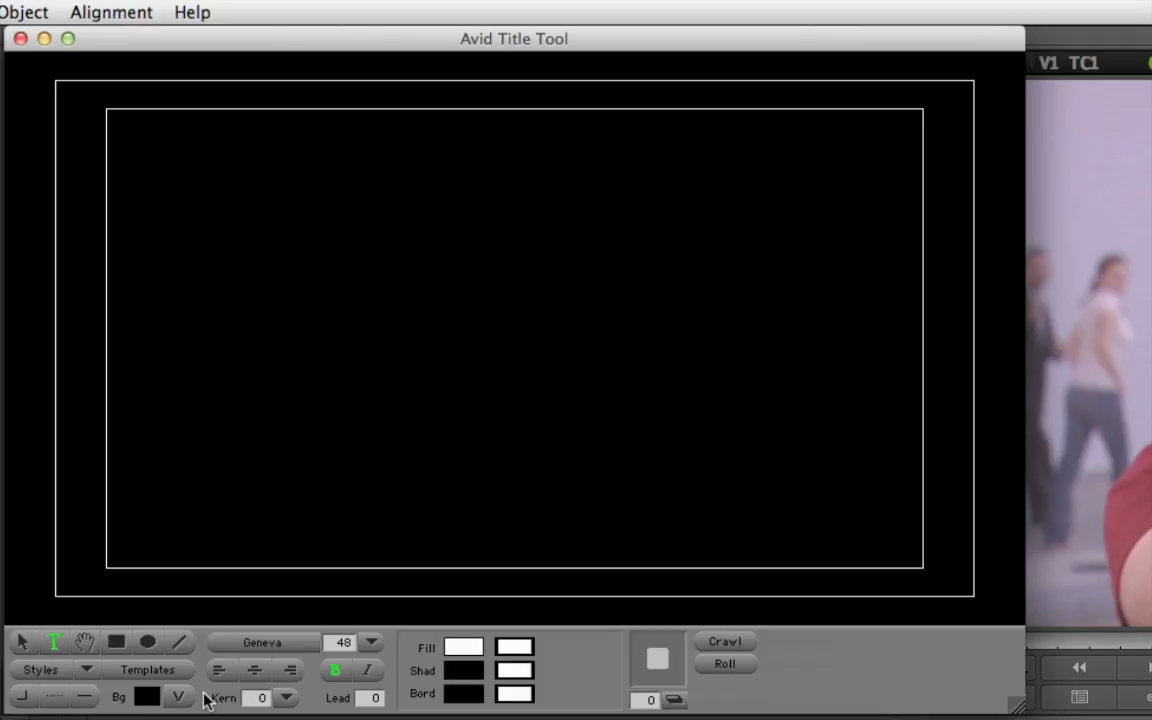 Object Alignment Help
Avid Title Tool
V1 TC1
T Geneva 48 Fill Crawl
Styles Templates B I Shad Roll
Bg V Kern 0 Lead 0 Bord 0